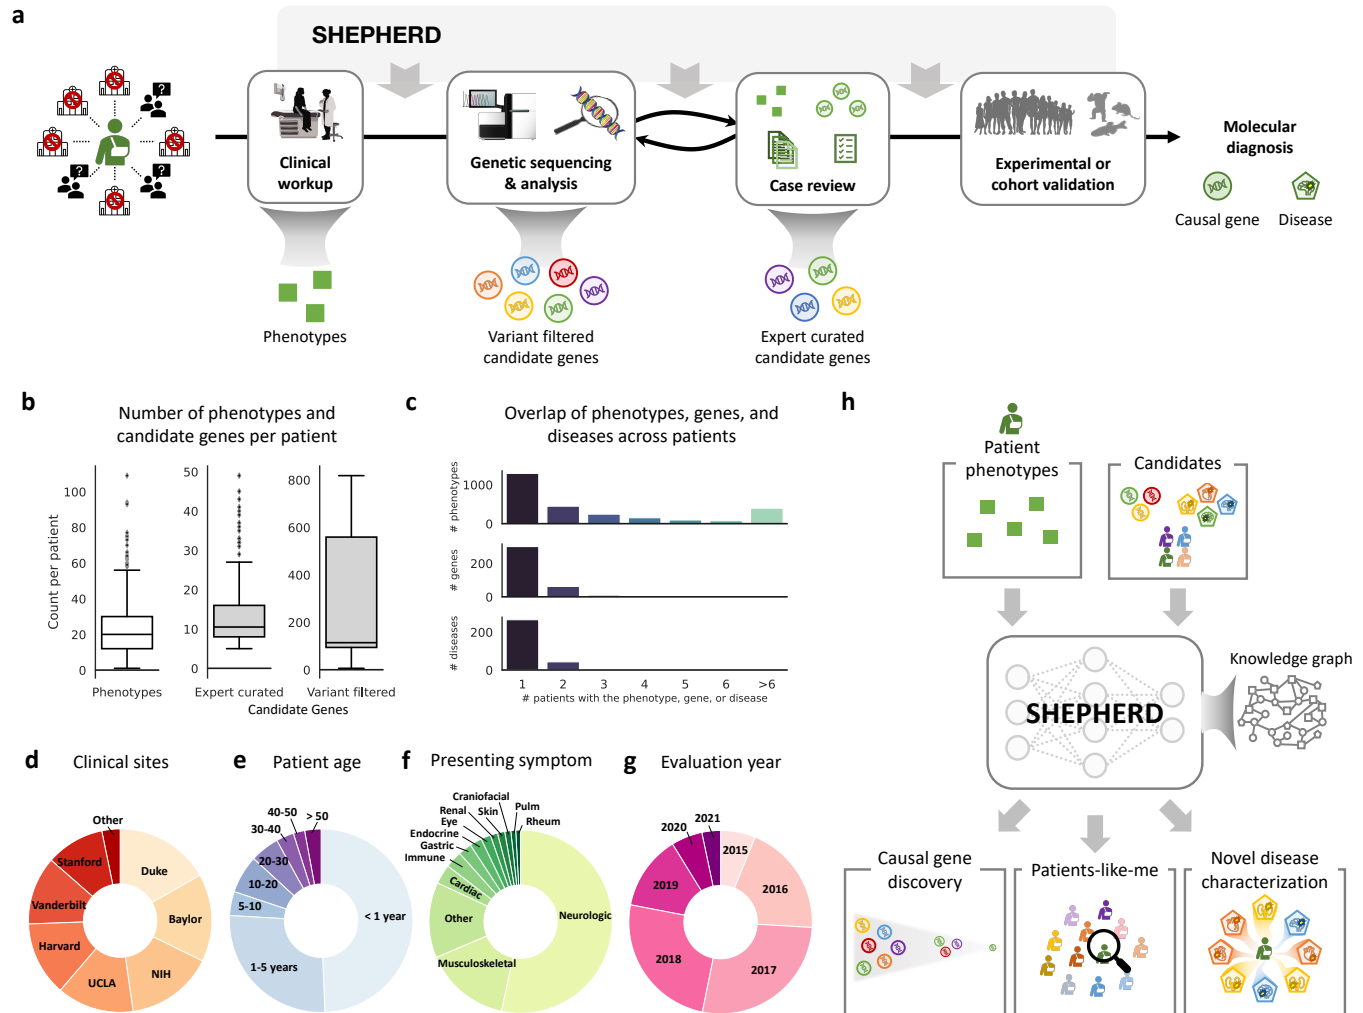 a
SHEPHERD
?
?
?
Clinical
workup
Genetic sequencing
& analysis
Case review
Experimental or
cohort validation
Molecular
diagnosis
Causal gene
Disease
Phenotypes
Variant filtered
candidate genes
Expert curated
candidate genes
b
Number of phenotypes and
candidate genes per patient
Count per patient
100
80
60
40
20
0
50
40
30
20
10
0
800
600
400
200
0
Phenotypes
Expert curated
Variant filtered
Candidate Genes
c
Overlap of phenotypes, genes, and
diseases across patients
# phenotypes
1000
0
# genes
200
0
# diseases
200
0
1
2
3
4
5
6
>6
# patients with the phenotype, gene, or disease
d
Clinical sites
Other
Duke
Baylor
NIH
UCLA
Harvard
Vanderbilt
Stanford
e
Patient age
40-50
> 50
30-40
20-30
10-20
5-10
1-5 years
< 1 year
f
Presenting symptom
Craniofacial
Renal
Skin
Pulm
Eye
Rheum
Endocrine
Gastric
Immune
Cardiac
Other
Musculoskeletal
Neurologic
g
Evaluation year
2021
2020
2015
2019
2016
2018
2017
h
Patient
phenotypes
Candidates
SHEPHERD
Knowledge graph
Causal gene
discovery
Patients-like-me
Novel disease
characterization